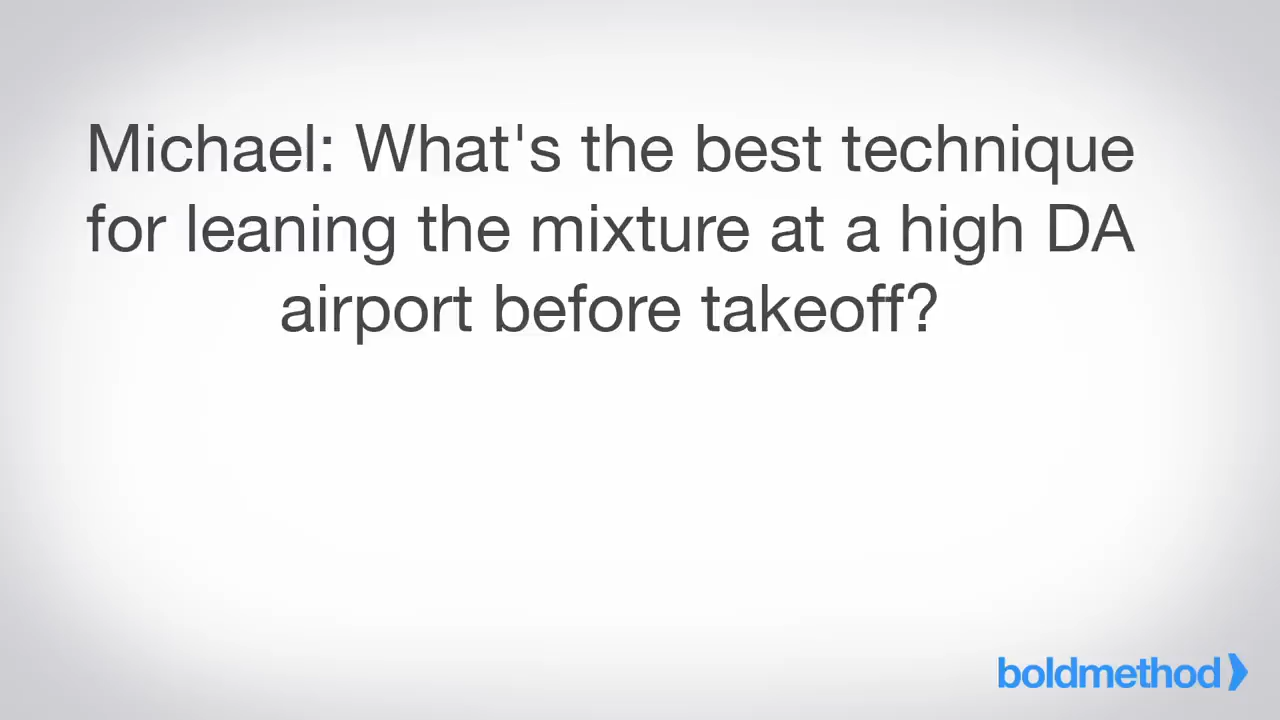 Michael: What's the best technique
for leaning the mixture at a high DA
airport before takeoff?
boldmethod